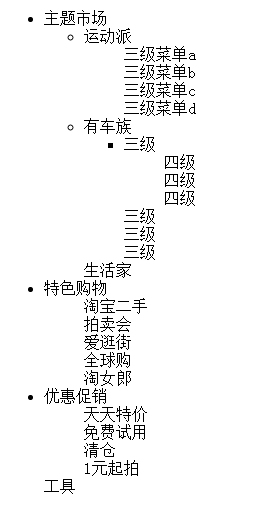 主题市场
运动派
三级菜单a
三级菜单b
三级菜单c
三级菜单d
有车族
三级
四级
四级
四级
三级
三级
三级
生活家
特色购物
淘宝二手
拍卖会
爱逛街
全球购
淘女郎
优惠促销
天天特价
免费试用
清仓
1元起拍
工具